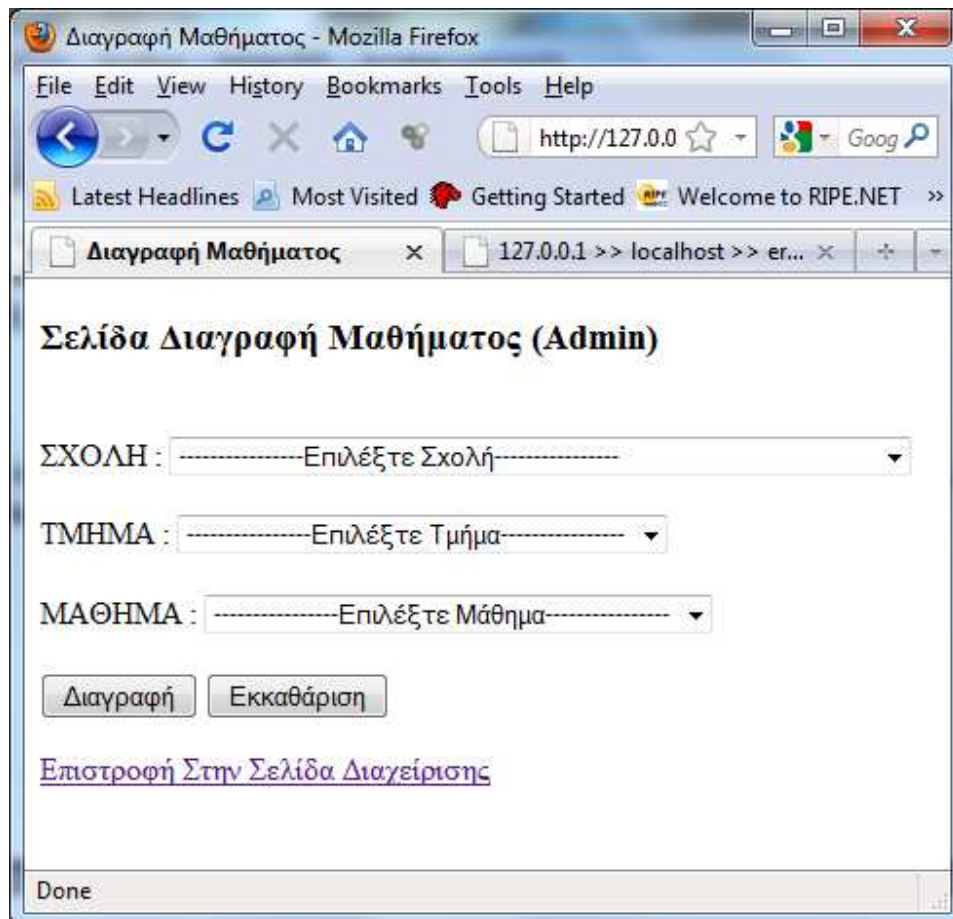 Διαγραφή Μαθήματος - Mozilla Firefox
File Edit View History Bookmarks Tools Help
http://127.0.0 Goog
Latest Headlines Most Visited Getting Started Welcome to RIPE.NET »
Διαγραφή Μαθήματος 127.0.0.1 >> localhost >> er...
Σελίδα Διαγραφή Μαθήματος (Admin)
ΣΧΟΛΗ : ----------------Επιλέξτε Σχολή----------------
ΤΜΗΜΑ : ----------------Επιλέξτε Τμήμα----------------
ΜΑΘΗΜΑ : ----------------Επιλέξτε Μάθημα----------------
Διαγραφή Εκκαθάριση
Επιστροφή Στην Σελίδα Διαχείρισης
Done